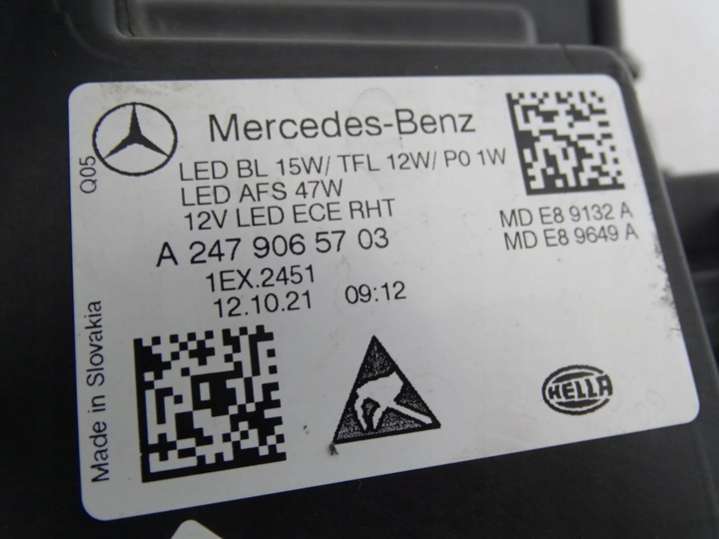 Mercedes-Benz
Q05
LED BL 15W/ TFL 12W/ PO 1W
LED AFS 47W
12V LED ECE RHT
A 247 906 57 03
1EX.2451
12.10.21 09:12
MD E8 9132 A
MD E8 9649 A
Made in Slovakia
HELLA